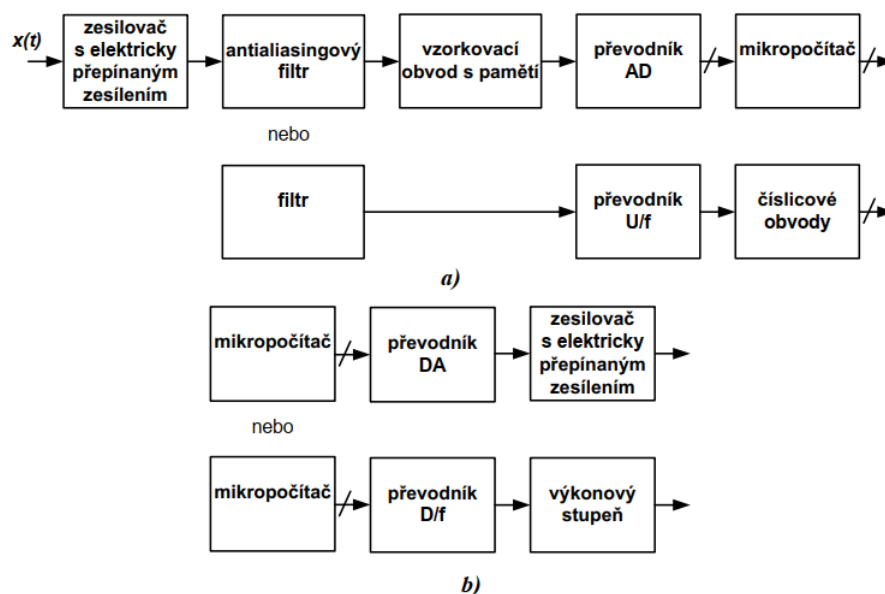 x(t)
zesilovač
s elektricky
přepínaným
zesílením
antialiasingový
filtr
vzorkovací
obvod s pamětí
převodník
AD
mikropočítač
nebo
filtr
převodník
U/f
číslicové
obvody
a)
mikropočítač
převodník
DA
zesilovač
s elektricky
přepínaným
zesílením
nebo
mikropočítač
převodník
D/f
výkonový
stupeň
b)